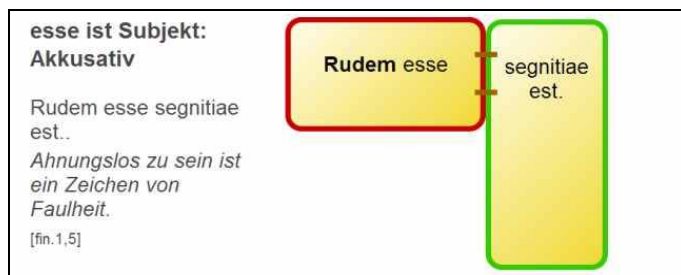 esse ist Subjekt:
Akkusativ
Rudem esse segnitiae
est..
Ahnungslos zu sein ist
ein Zeichen von
Faulheit.
[fin.1,5]
Rudem esse
segnitiae
est.